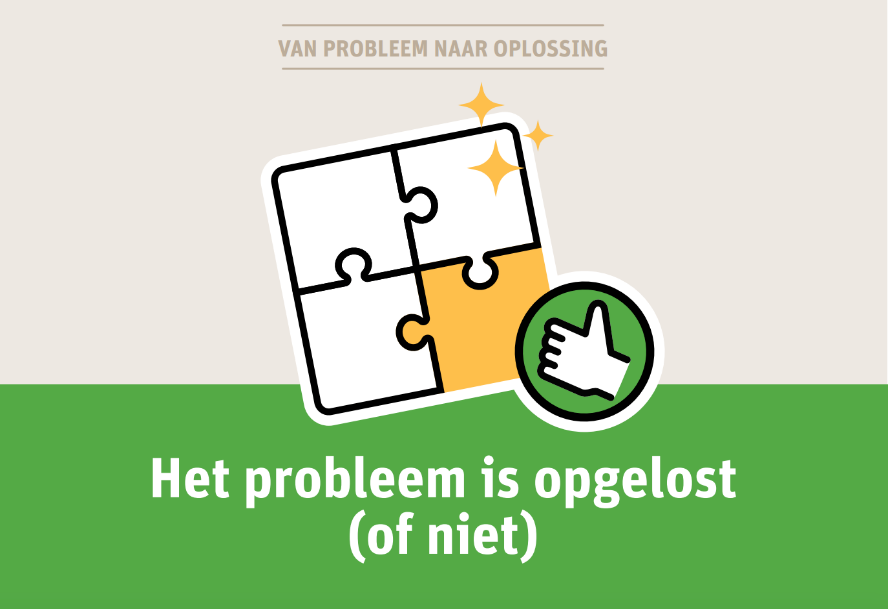 VAN PROBLEEM NAAR OPLOSSING
Het probleem is opgelost
(of niet)